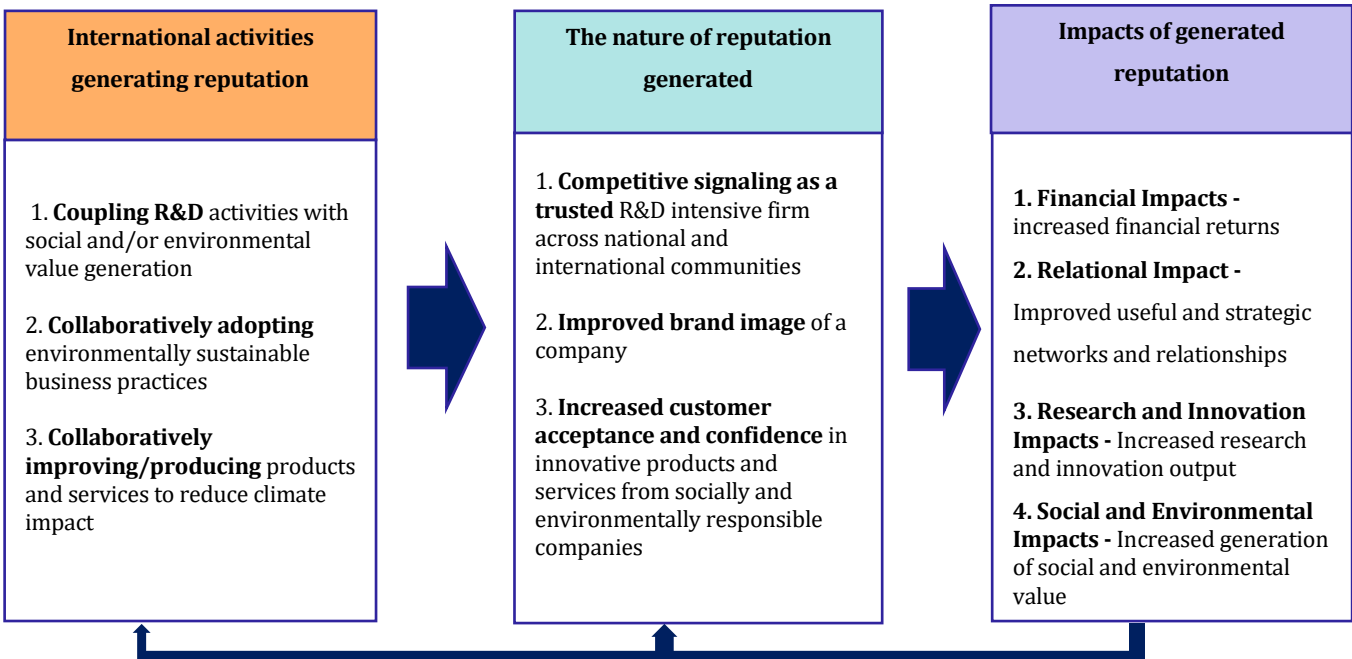 International activities
generating reputation
1. Coupling R&D activities with
social and/or environmental
value generation
2. Collaboratively adopting
environmentally sustainable
business practices
3. Collaboratively
improving/producing products
and services to reduce climate
impact
The nature of reputation
generated
1. Competitive signaling as a
trusted R&D intensive firm
across national and
international communities
2. Improved brand image of a
company
3. Increased customer
acceptance and confidence in
innovative products and
services from socially and
environmentally responsible
companies
Impacts of generated
reputation
1. Financial Impacts -
increased financial returns
2. Relational Impact -
Improved useful and strategic
networks and relationships
3. Research and Innovation
Impacts - Increased research
and innovation output
4. Social and Environmental
Impacts - Increased generation
of social and environmental
value